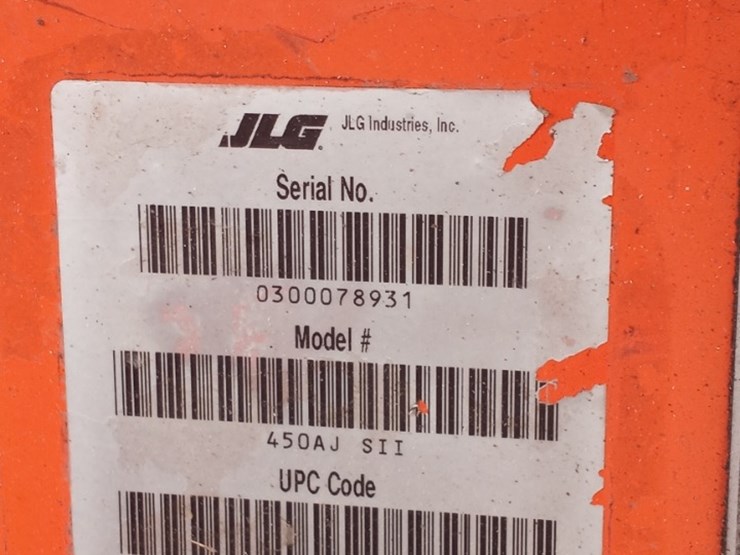 JLG JLG Industries, Inc.
Serial No.
0300078931
Model #
450AJ SII
UPC Code